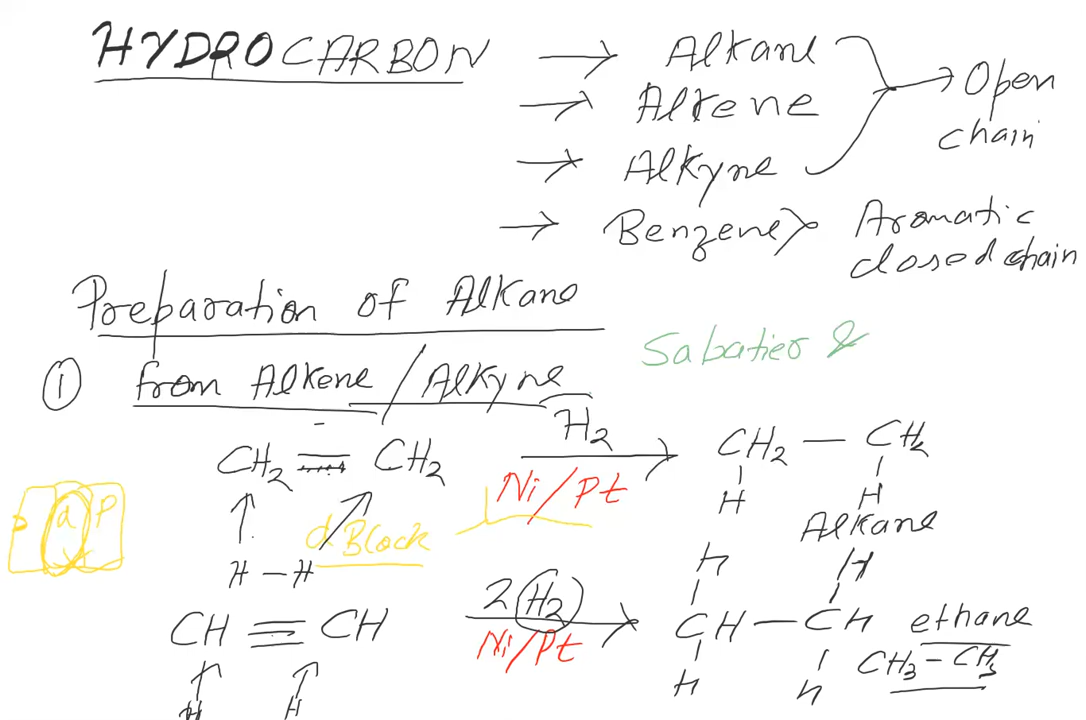 HYDROCARBON → Alkane
→ Alkene
→ Alkyne
Open chain
→ Benzene > Aromatic
closed chain
Preparation of Alkane
① from Alkene / Alkyne
Sabatier &
CH₂ = CH₂ H₂ Ni/Pt → CH₂ — CH₂
H H
Alkane
d Block
d P
H — H
CH ≡ CH 2 H₂ Ni/Pt → CH — CH ethane
H H
H H
CH₃ – CH₃
H H